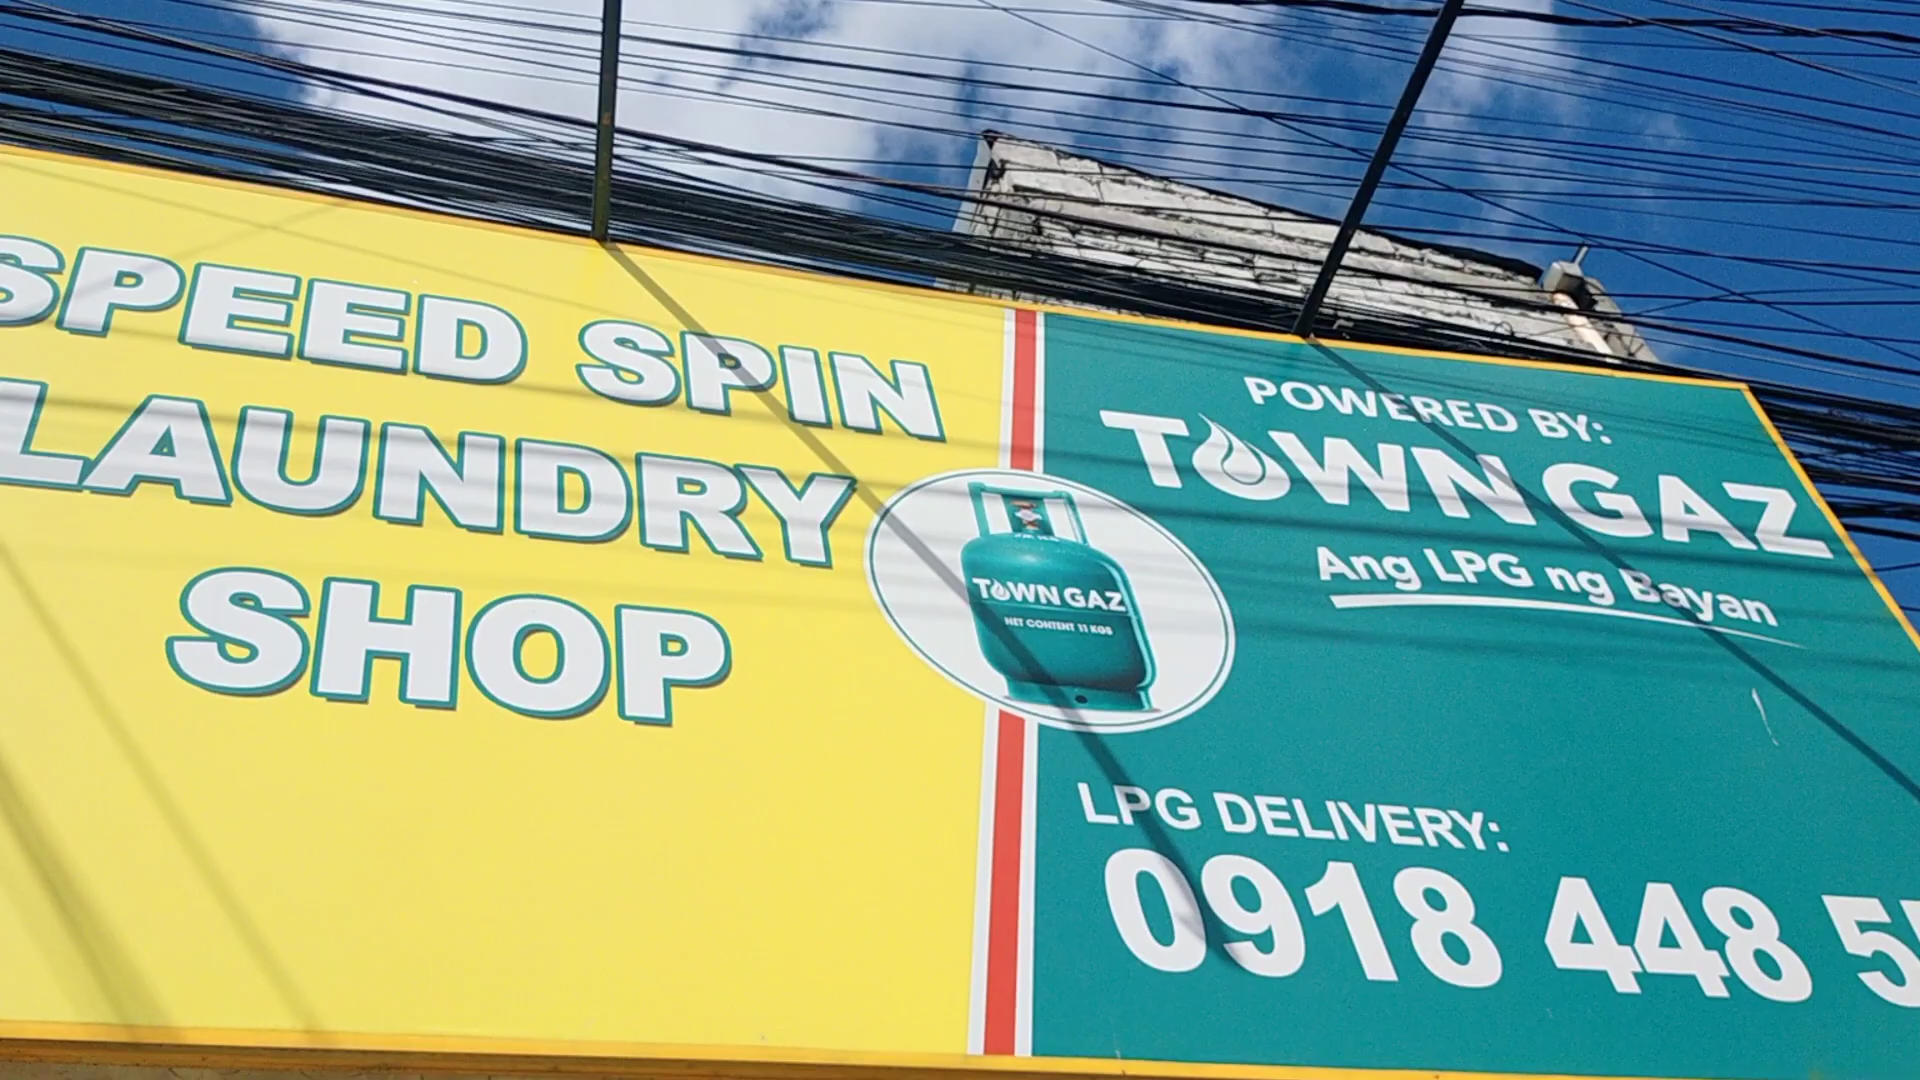 SPEED SPIN
LAUNDRY
SHOP
POWERED BY:
TOWN GAZ
Ang LPG ng Bayan
TOWN GAZ
NET CONTENT 11 KGS
LPG DELIVERY:
0918 448 5